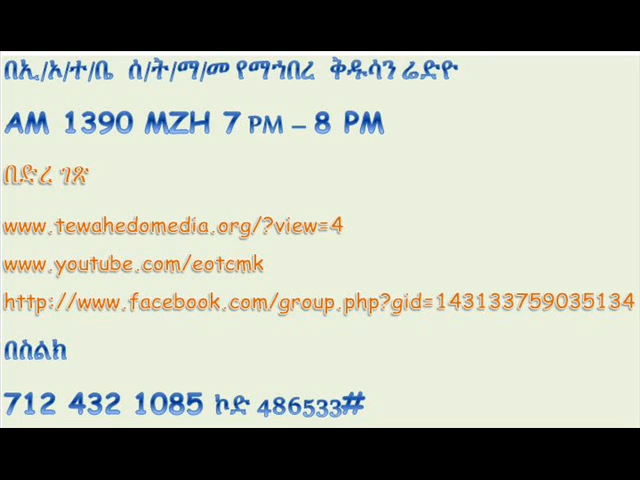 በኢ/ኦ/ተ/ቤ ሰ/ት/ማ/መ የማኅበረ ቅዱሳን ሬድዮ
AM 1390 MZH 7 PM – 8 PM
በድረ ገጽ
www.tewahedomedia.org/?view=4
www.youtube.com/eotcmk
http://www.facebook.com/group.php?gid=143133759035134
በስልክ
712 432 1085 ኮድ 486533#